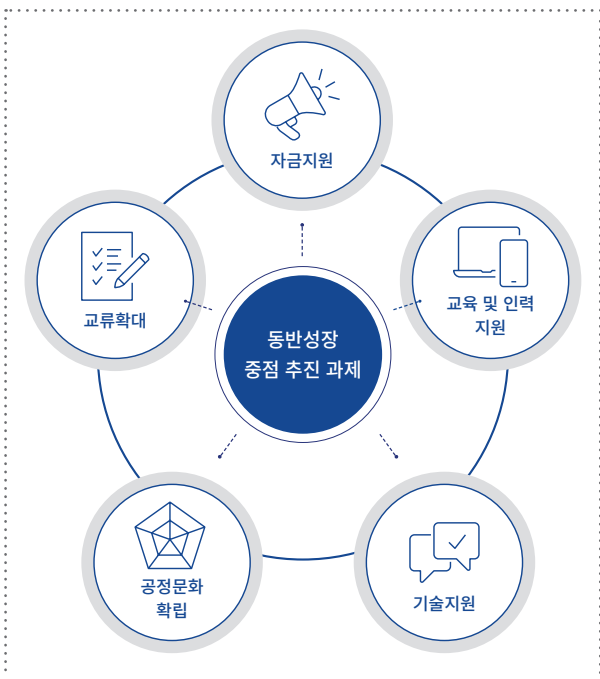 자금지원
교류확대
교육 및 인력
지원
동반성장
중점 추진 과제
공정문화
확립
기술지원